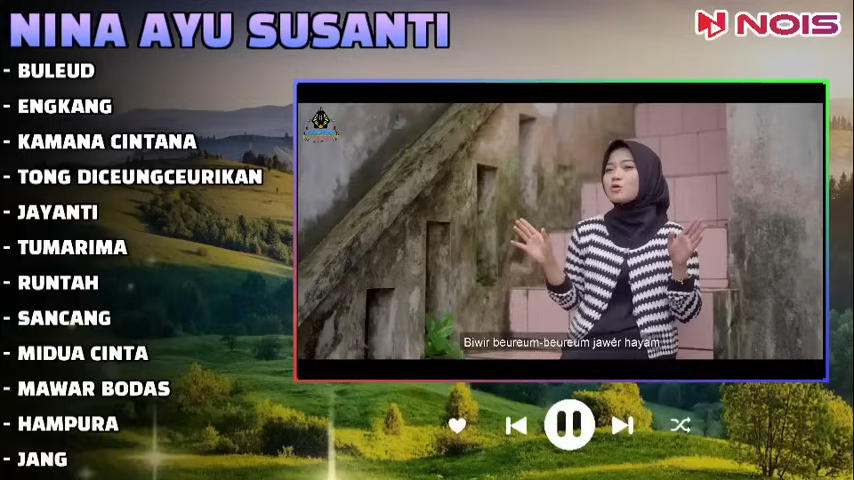 NINA AYU SUSANTI
NOIS
- BULEUD
- ENGKANG
- KAMANA CINTANA
- TONG DICEUNGCEURIKAN
- JAYANTI
- TUMARIMA
- RUNTAH
- SANCANG
- MIDUA CINTA
- MAWAR BODAS
- HAMPURA
- JANG
Biwir beureum-beureum jawér hayam